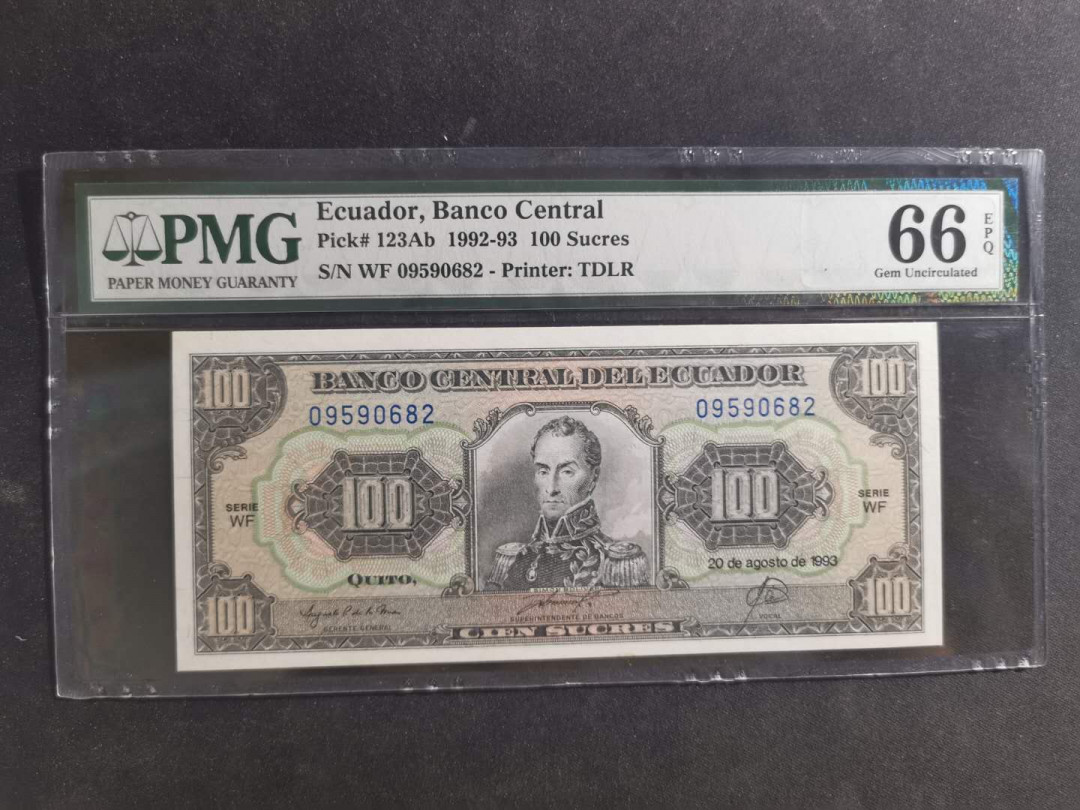 PMG
PAPER MONEY GUARANTY
Ecuador, Banco Central
Pick# 123Ab 1992-93 100 Sucres
S/N WF 09590682 - Printer: TDLR
66 EPQ
Gem Uncirculated
100 BANCO CENTRAL DEL ECUADOR 100
09590682 09590682
100 100
SERIE WF
SERIE WF
20 de agosto de 1993
QUITO,
SIMON BOLIVAR
100 100
GERENTE GENERAL SUPERINTENDENTE DE BANCOS VOCAL
CIEN SUCRES